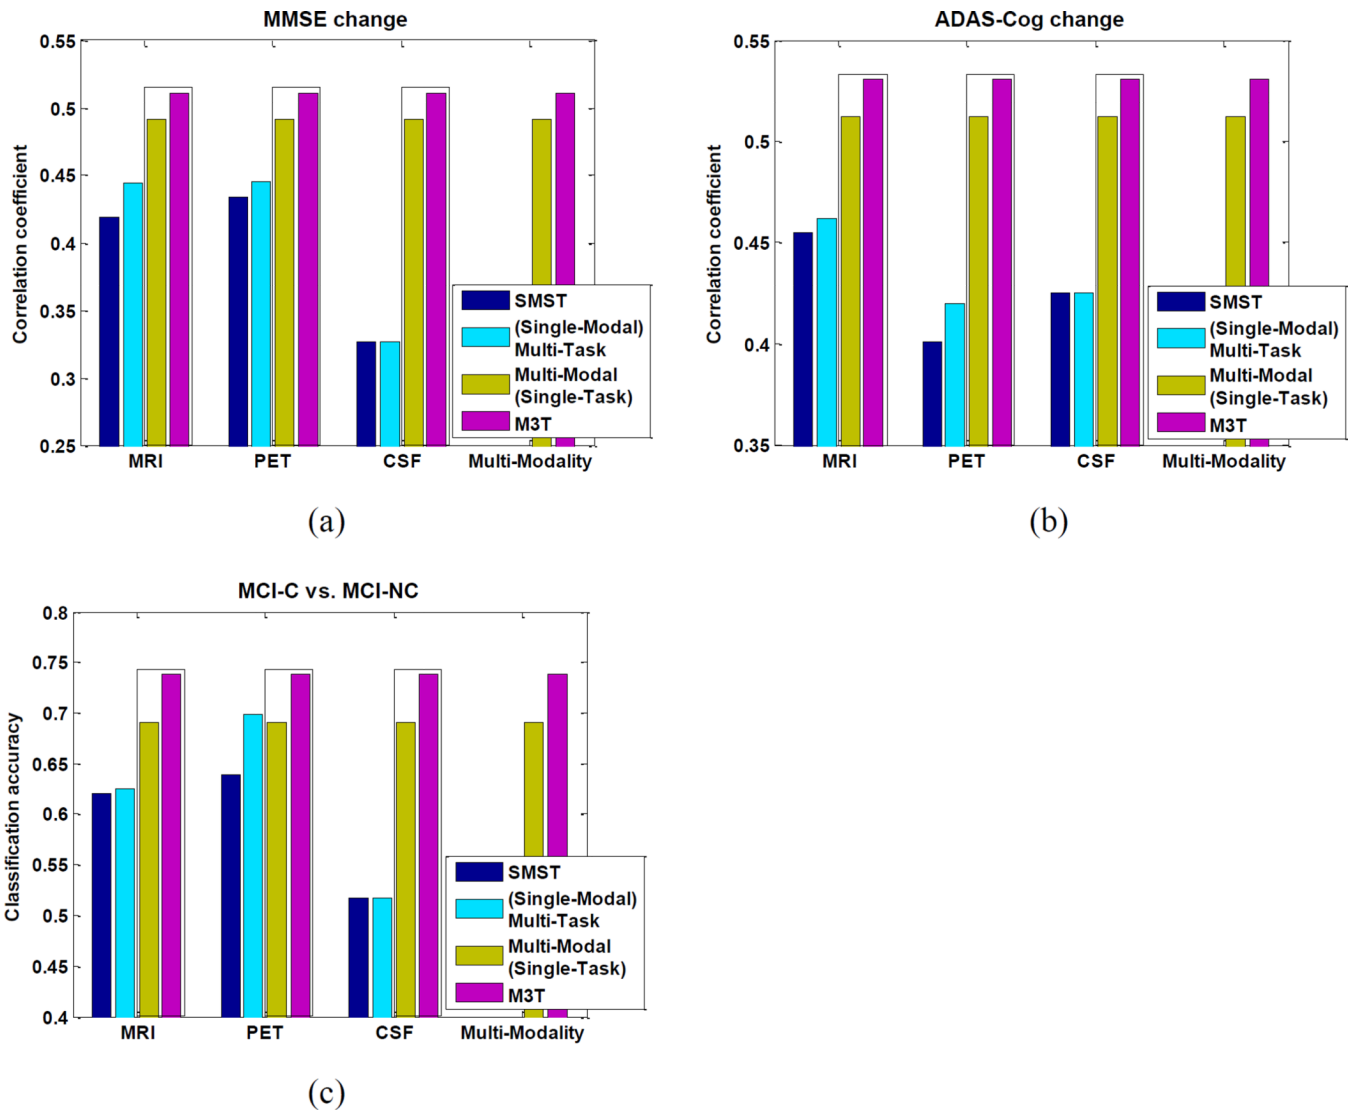 MMSE change
0.55
0.5
0.45
0.4
0.35
0.3
0.25
Correlation coefficient
MRI
PET
CSF
Multi-Modality
SMST
(Single-Modal)
Multi-Task
Multi-Modal
(Single-Task)
M3T
(a)
ADAS-Cog change
0.55
0.5
0.45
0.4
0.35
Correlation coefficient
MRI
PET
CSF
Multi-Modality
SMST
(Single-Modal)
Multi-Task
Multi-Modal
(Single-Task)
M3T
(b)
MCI-C vs. MCI-NC
0.8
0.75
0.7
0.65
0.6
0.55
0.5
0.45
0.4
Classification accuracy
MRI
PET
CSF
Multi-Modality
SMST
(Single-Modal)
Multi-Task
Multi-Modal
(Single-Task)
M3T
(c)